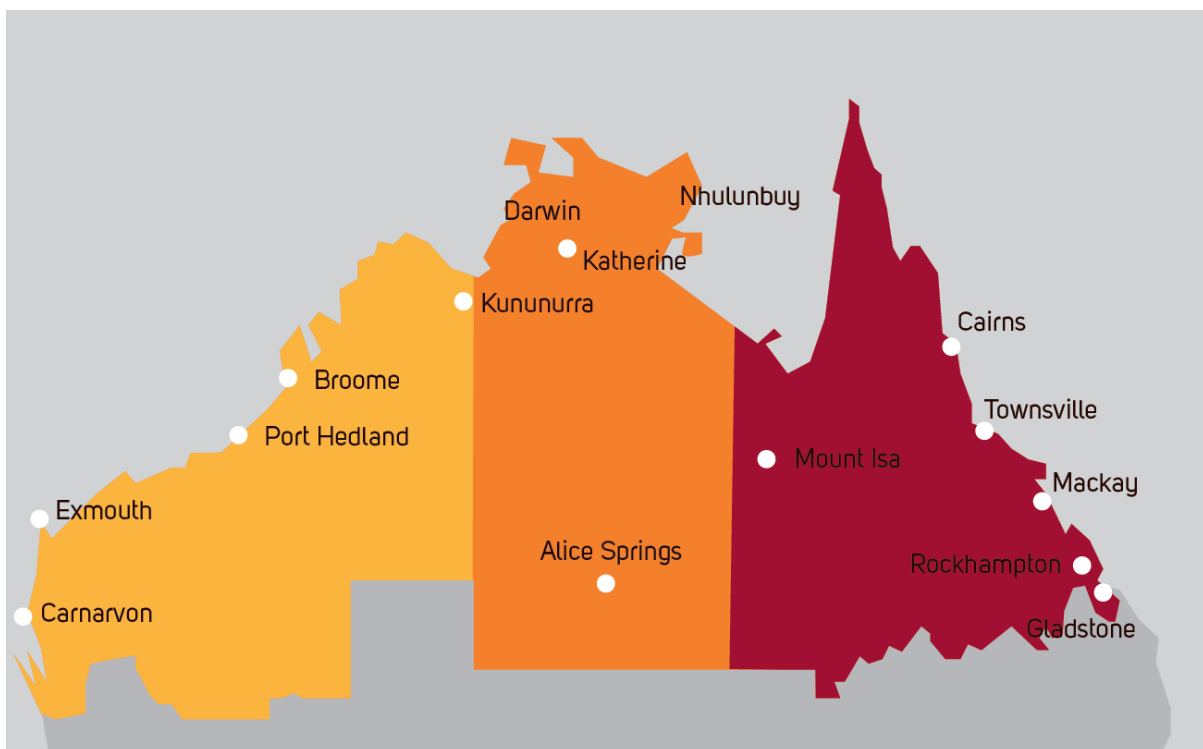 Nhulunbuy
Darwin
Katherine
Kununurra
Cairns
Broome
Townsville
Port Hedland
Mount Isa
Mackay
Exmouth
Alice Springs
Rockhampton
Carnarvon
Gladstone